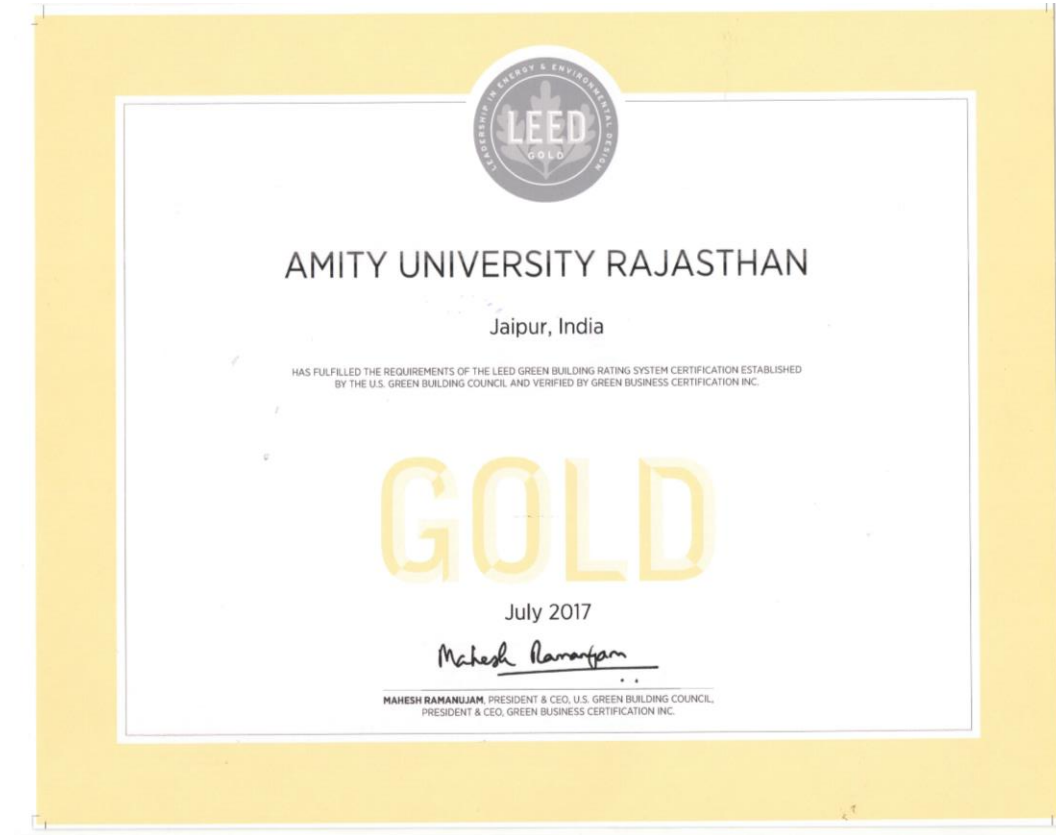 LEADERSHIP IN ENERGY & ENVIRONMENTAL DESIGN
LEED
GOLD
AMITY UNIVERSITY RAJASTHAN
Jaipur, India
HAS FULFILLED THE REQUIREMENTS OF THE LEED GREEN BUILDING RATING SYSTEM CERTIFICATION ESTABLISHED
BY THE U.S. GREEN BUILDING COUNCIL AND VERIFIED BY GREEN BUSINESS CERTIFICATION INC.
GOLD
July 2017
Mahesh Ramanujam
MAHESH RAMANUJAM, PRESIDENT & CEO, U.S. GREEN BUILDING COUNCIL,
PRESIDENT & CEO, GREEN BUSINESS CERTIFICATION INC.